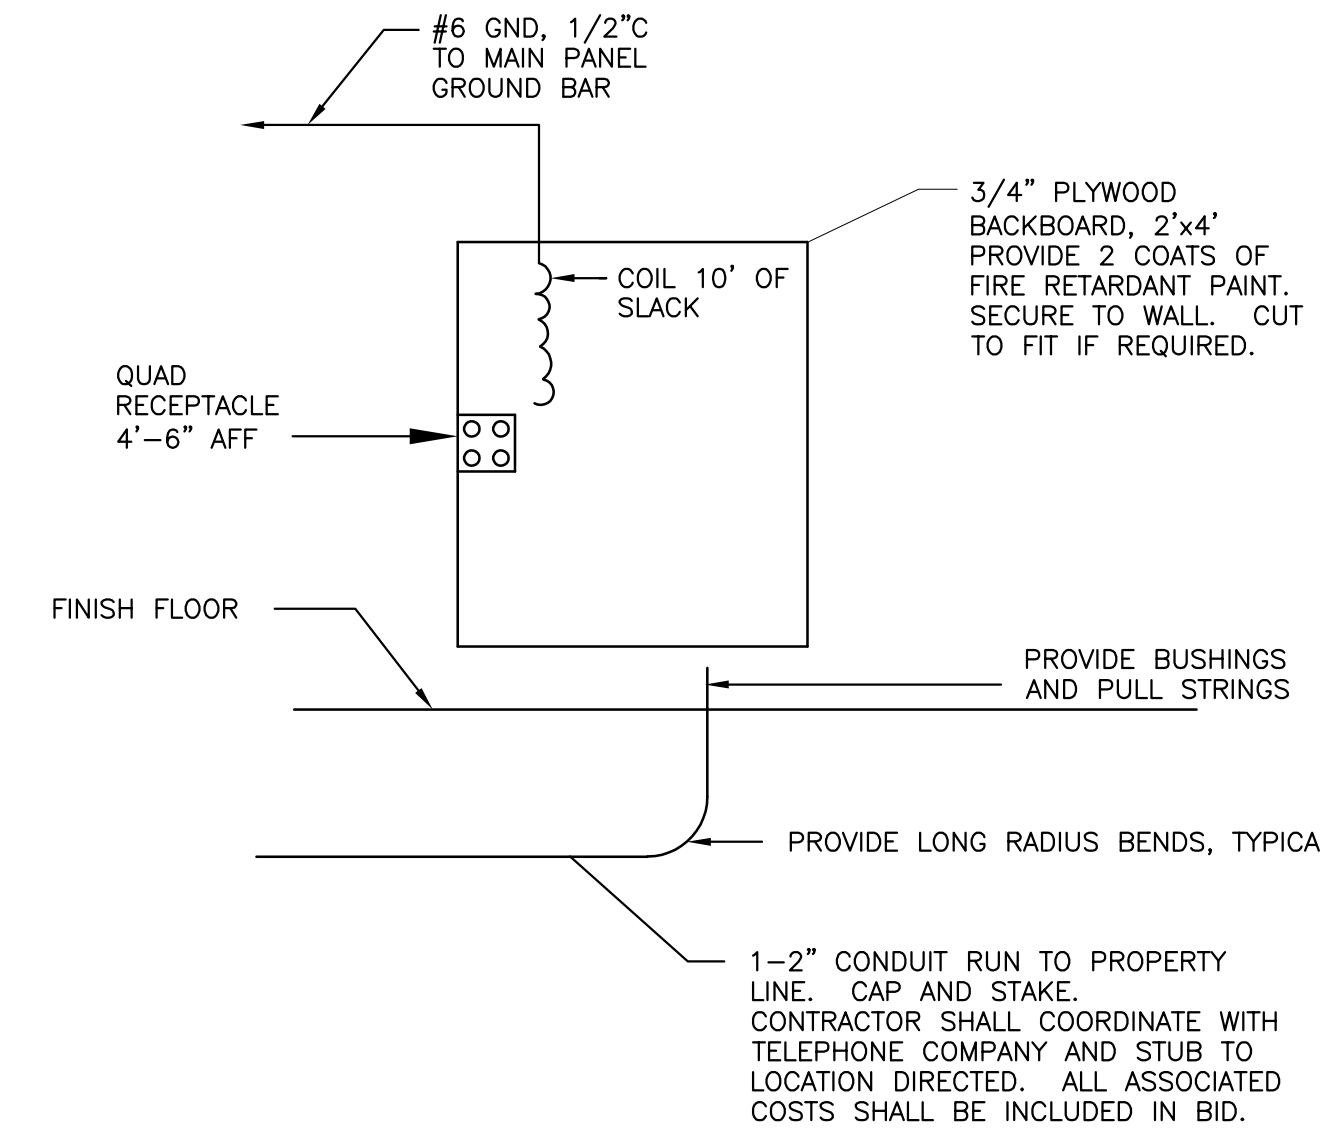 #6 GND, 1/2"C
TO MAIN PANEL
GROUND BAR
3/4" PLYWOOD
BACKBOARD, 2'x4'
PROVIDE 2 COATS OF
FIRE RETARDANT PAINT.
SECURE TO WALL. CUT
TO FIT IF REQUIRED.
COIL 10' OF
SLACK
QUAD
RECEPTACLE
4'-6" AFF
FINISH FLOOR
PROVIDE BUSHINGS
AND PULL STRINGS
PROVIDE LONG RADIUS BENDS, TYPICA
1-2" CONDUIT RUN TO PROPERTY
LINE. CAP AND STAKE.
CONTRACTOR SHALL COORDINATE WITH
TELEPHONE COMPANY AND STUB TO
LOCATION DIRECTED. ALL ASSOCIATED
COSTS SHALL BE INCLUDED IN BID.